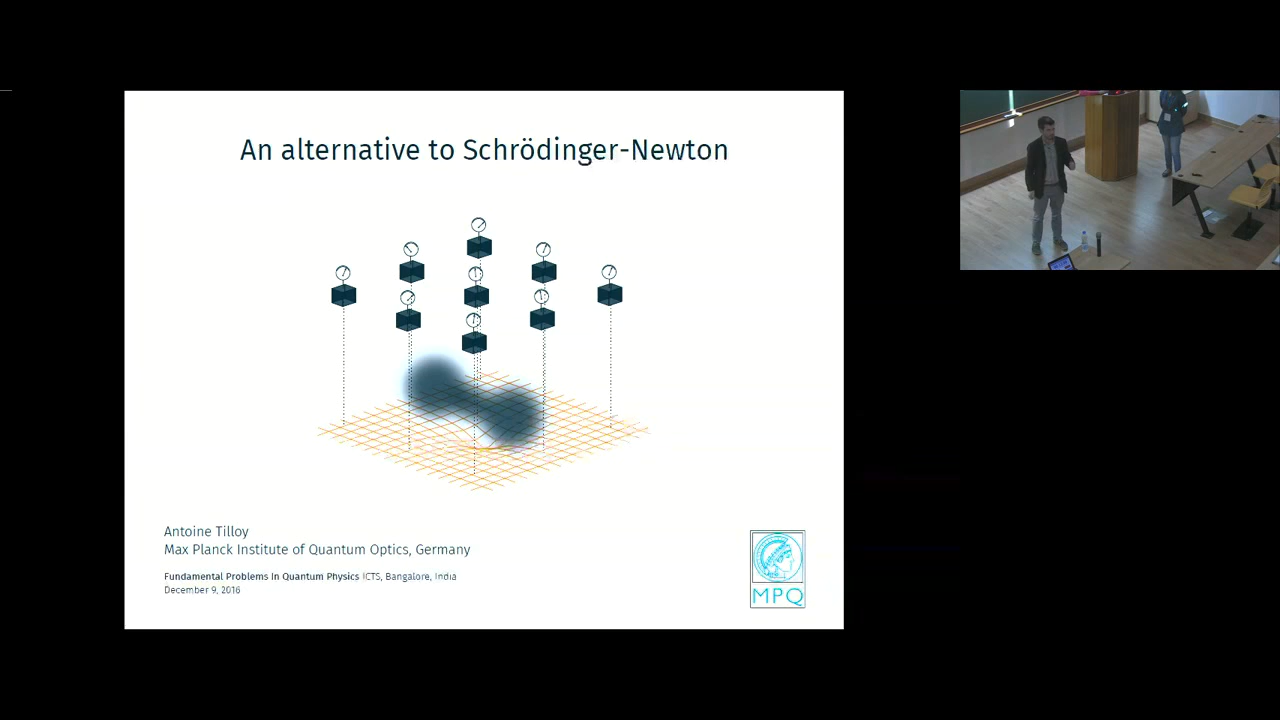 An alternative to Schrödinger-Newton
Antoine Tilloy
Max Planck Institute of Quantum Optics, Germany
Fundamental Problems in Quantum Physics ICTS, Bangalore, India
December 9, 2016
MPQ